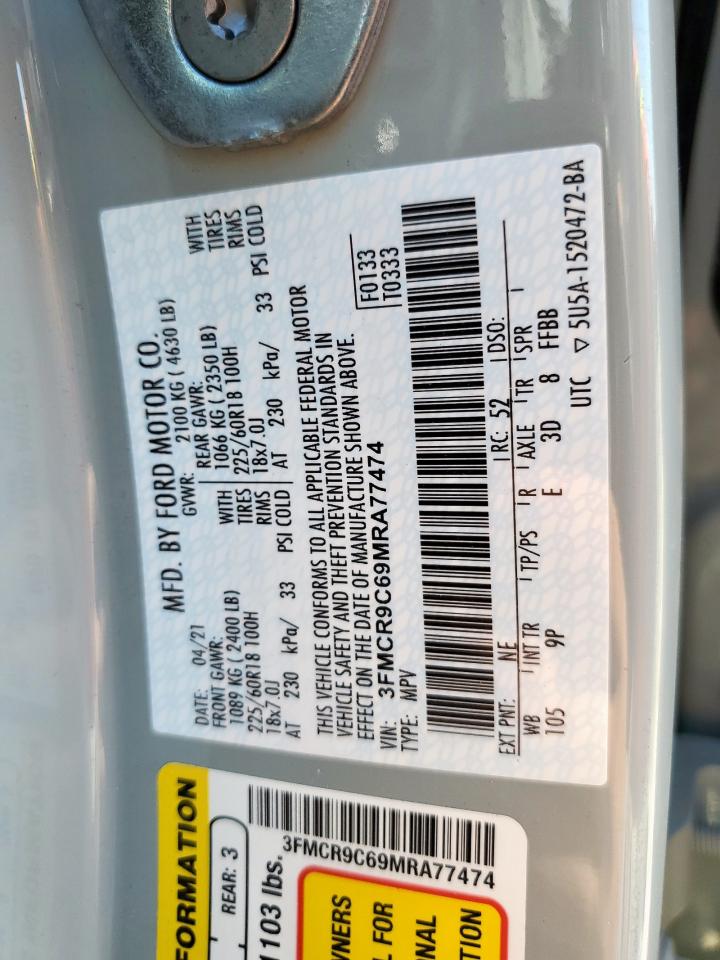 MFD. BY FORD MOTOR CO.
DATE: 04/21 GVWR: 2100 KG ( 4630 LB)
FRONT GAWR: REAR GAWR:
1089 KG ( 2400 LB) WITH 1066 KG ( 2350 LB) WITH
225/60R18 100H TIRES 225/60R18 100H TIRES
18x7.0J RIMS 18x7.0J RIMS
AT 230 kPa/ 33 PSI COLD AT 230 kPa/ 33 PSI COLD
THIS VEHICLE CONFORMS TO ALL APPLICABLE FEDERAL MOTOR
VEHICLE SAFETY AND THEFT PREVENTION STANDARDS IN
EFFECT ON THE DATE OF MANUFACTURE SHOWN ABOVE.
VIN: 3FMCR9C69MRA77474 F0133
TYPE: MPV T0333
EXT PNT: NE RC: 52 DSO:
WB INT TR TP/PS R AXLE TR SPR
105 9P E 3D 8 FFBB
UTC ▽ 5U5A-1520472-BA
FORMATION
REAR: 3
1103 lbs.
3FMCR9C69MRA77474
WNERS
L FOR
ONAL
TION